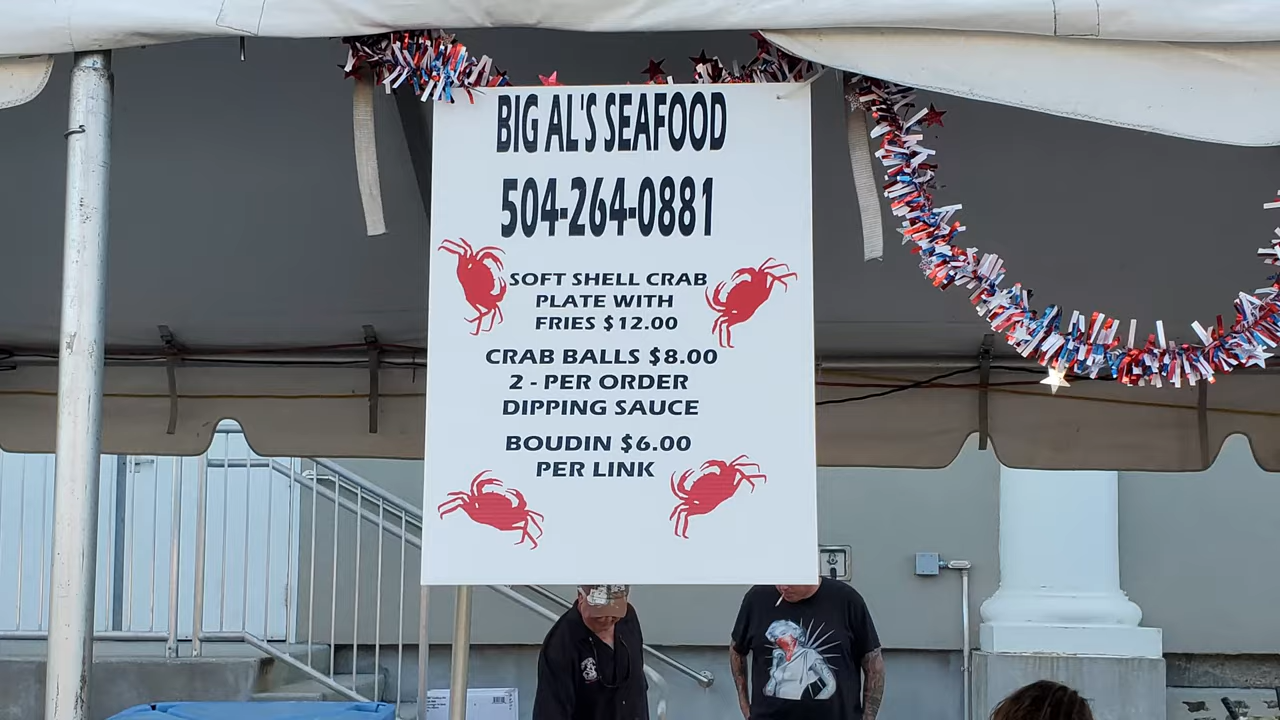 BIG AL'S SEAFOOD
504-264-0881
SOFT SHELL CRAB
PLATE WITH
FRIES $12.00
CRAB BALLS $8.00
2 - PER ORDER
DIPPING SAUCE
BOUDIN $6.00
PER LINK